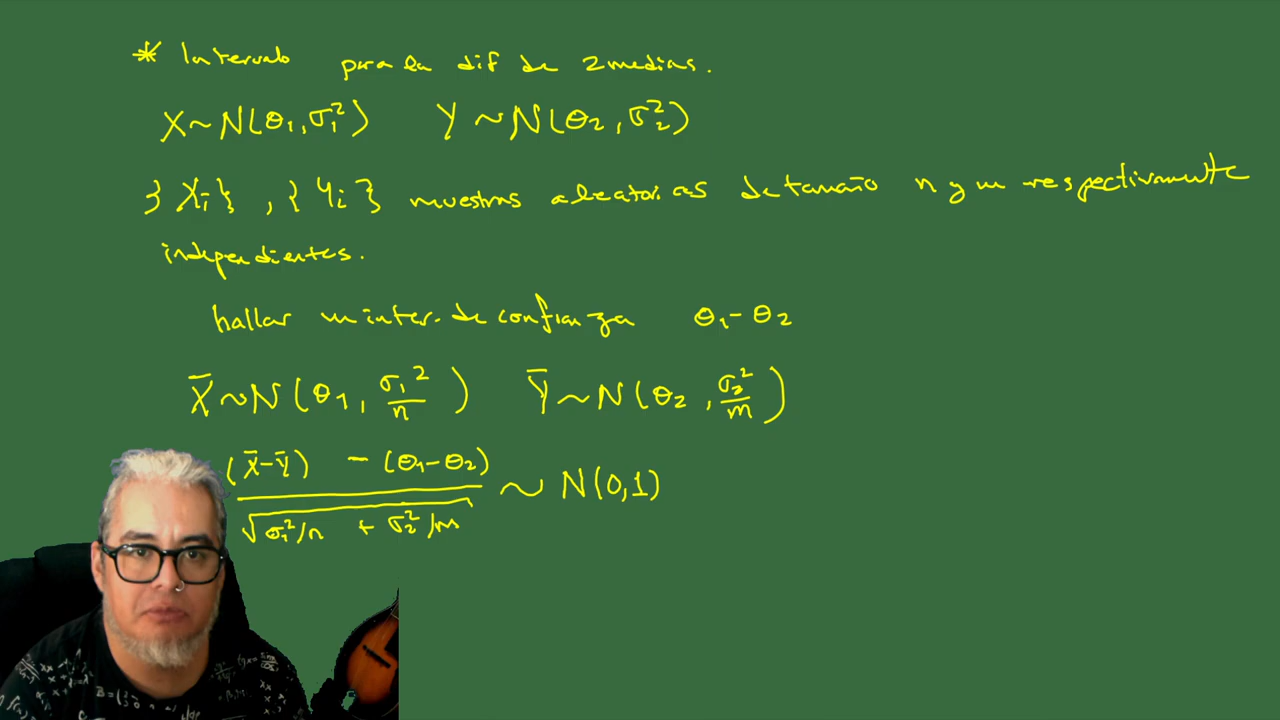 * Intervalo para la dif de 2 medias.
X ~ N(θ₁, σ₁²) Y ~ N(θ₂, σ₂²)
{Xᵢ}, {Yᵢ} muestras aleatorias de tamaño n y m respectivamente
independientes.
hallar un inter. de confianza θ₁ - θ₂
X̄ ~ N(θ₁, σ₁²/n) Ȳ ~ N(θ₂, σ₂²/m)
(X̄-Ȳ) - (θ₁-θ₂) / √(σ₁²/n + σ₂²/m) ~ N(0,1)